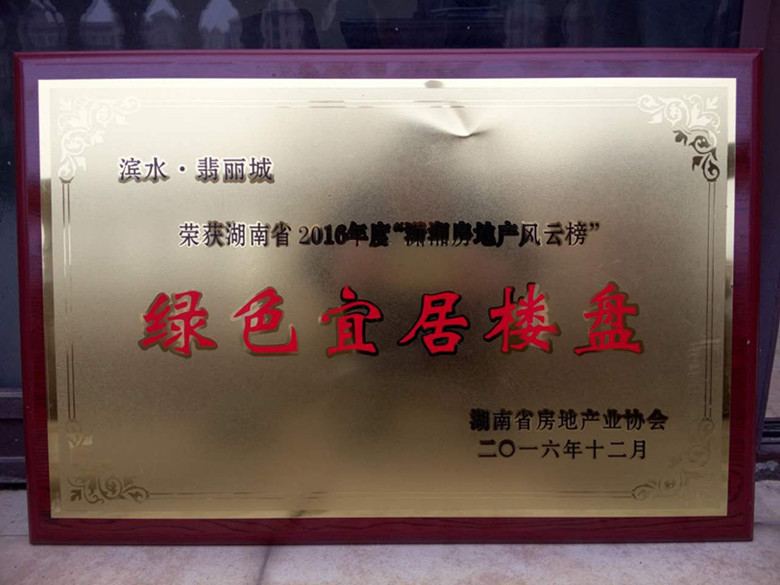 滨水·翡丽城
荣获湖南省2016年度“潇湘房地产风云榜”
绿色宜居楼盘
湖南省房地产业协会
二〇一六年十二月